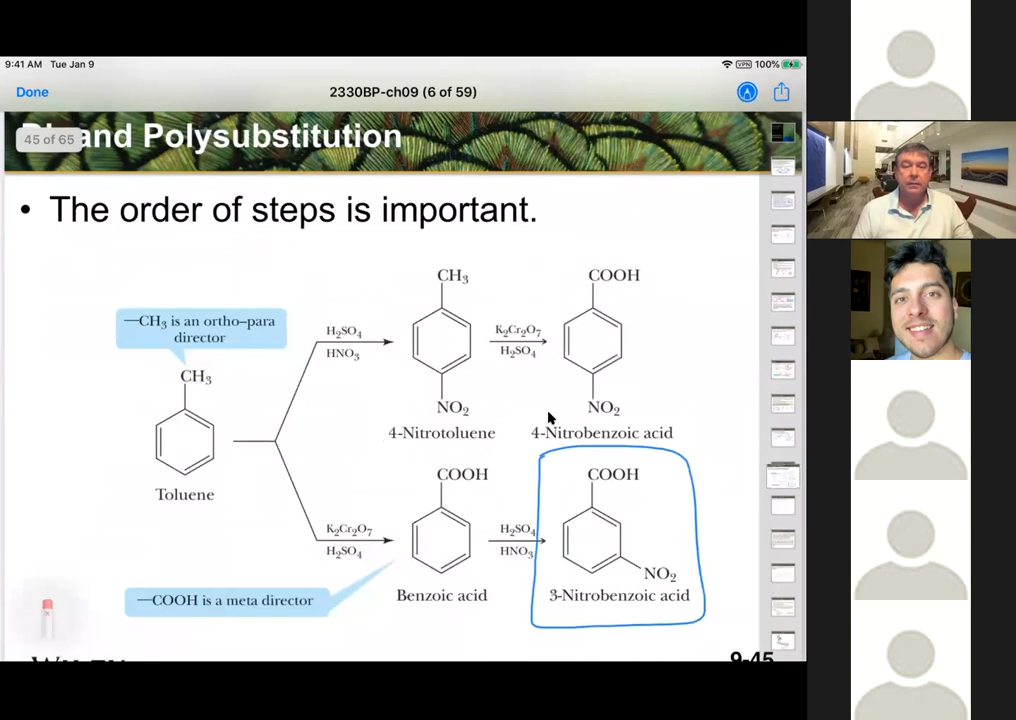 9:41 AM Tue Jan 9
VPN 100%
Done
2330BP-ch09 (6 of 59)
45 of 65
and Polysubstitution
• The order of steps is important.
—CH₃ is an ortho–para
director
CH₃
Toluene
H₂SO₄
HNO₃
CH₃
NO₂
4-Nitrotoluene
K₂Cr₂O₇
H₂SO₄
COOH
NO₂
4-Nitrobenzoic acid
K₂Cr₂O₇
H₂SO₄
COOH
Benzoic acid
H₂SO₄
HNO₃
COOH
NO₂
3-Nitrobenzoic acid
—COOH is a meta director
9-45